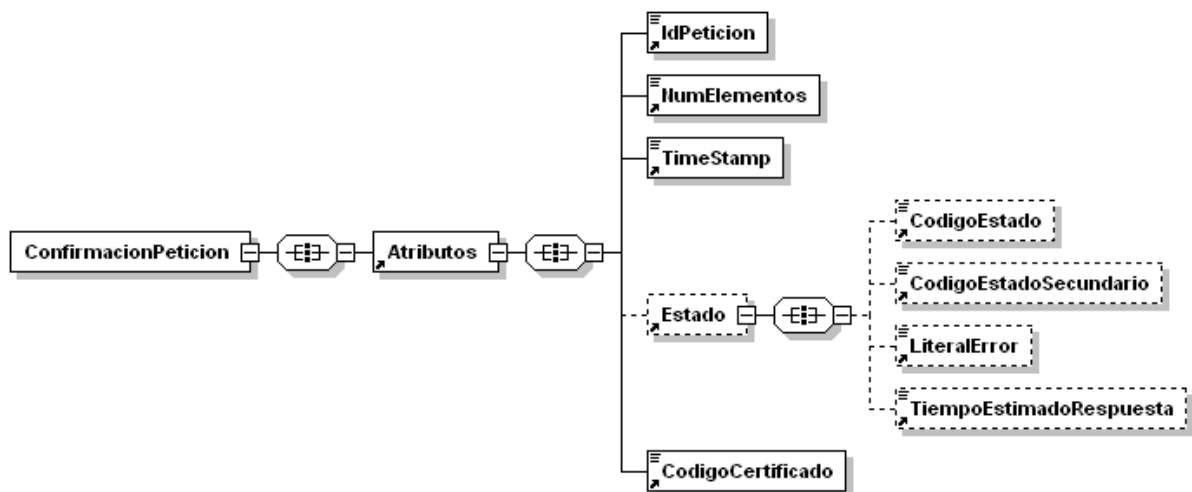 IdPeticion
NumElementos
TimeStamp
CodigoEstado
ConfirmacionPeticion
Atributos
CodigoEstadoSecundario
Estado
LiteralError
TiempoEstimadoRespuesta
CodigoCertificado